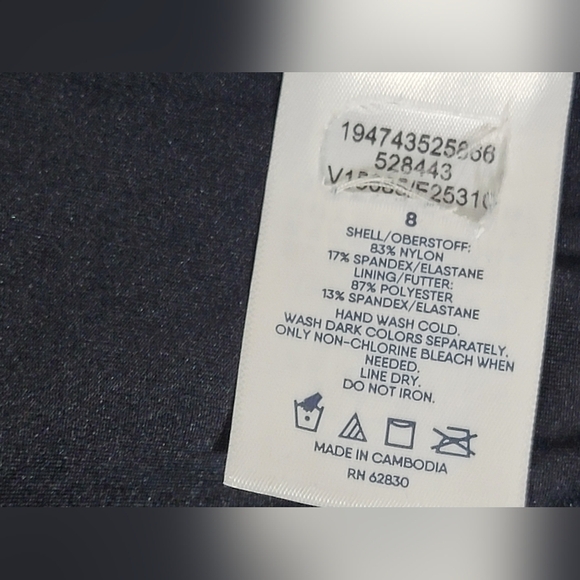 194743525866
528443
8
SHELL/OBERSTOFF:
83% NYLON
17% SPANDEX/ELASTANE
LINING/FUTTER:
87% POLYESTER
13% SPANDEX/ELASTANE
HAND WASH COLD.
WASH DARK COLORS SEPARATELY.
ONLY NON-CHLORINE BLEACH WHEN
NEEDED.
LINE DRY.
DO NOT IRON.
MADE IN CAMBODIA
RN 62830